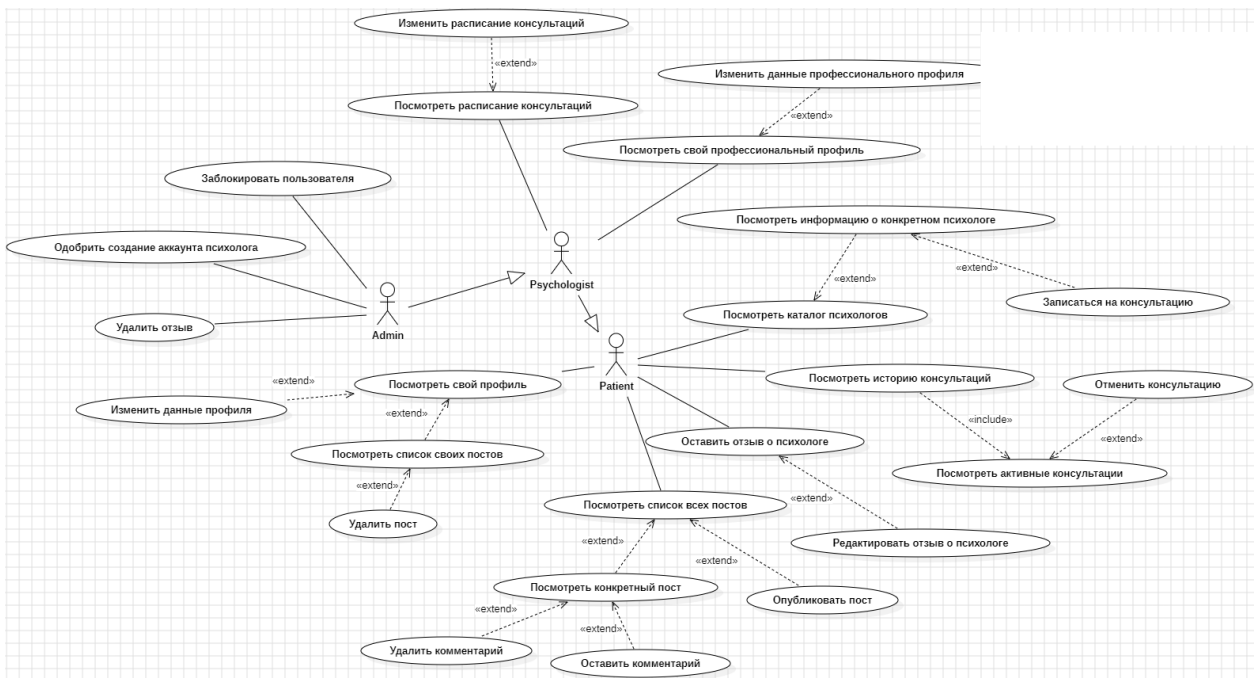 Изменить расписание консультаций
«extend»
Изменить данные профессионального профиля
Посмотреть расписание консультаций
«extend»
Посмотреть свой профессиональный профиль
Заблокировать пользователя
Посмотреть информацию о конкретном психологе
Одобрить создание аккаунта психолога
«extend»
«extend»
Psychologist
Записаться на консультацию
Посмотреть каталог психологов
Удалить отзыв
Admin
Посмотреть историю консультаций
«extend»
Посмотреть свой профиль
Patient
Отменить консультацию
Изменить данные профиля
«extend»
«include»
«extend»
Оставить отзыв о психологе
Посмотреть список своих постов
Посмотреть активные консультации
«extend»
«extend»
Посмотреть список всех постов
Удалить пост
«extend»
Редактировать отзыв о психологе
«extend»
Посмотреть конкретный пост
Опубликовать пост
«extend»
«extend»
Удалить комментарий
Оставить комментарий